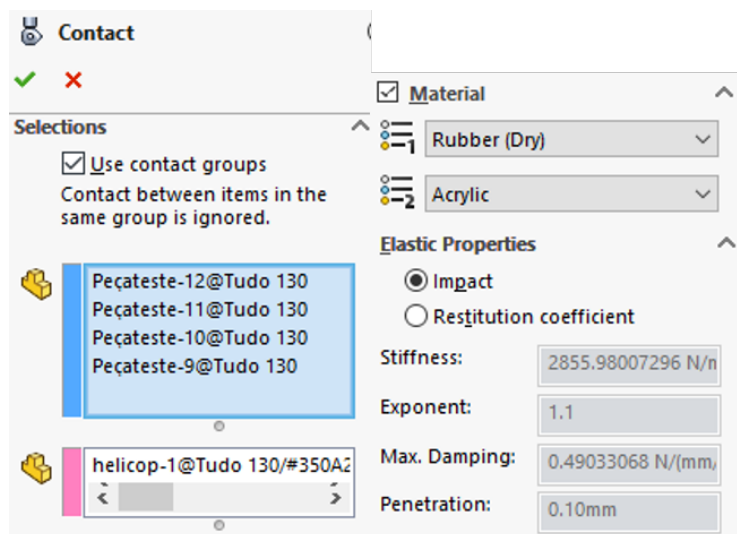 Contact
Selections
Use contact groups
Contact between items in the
same group is ignored.
Peçateste-12@Tudo 130
Peçateste-11@Tudo 130
Peçateste-10@Tudo 130
Peçateste-9@Tudo 130
helicop-1@Tudo 130/#350A2
Material
1
Rubber (Dry)
2
Acrylic
Elastic Properties
Impact
Restitution coefficient
Stiffness:
2855.98007296 N/m
Exponent:
1.1
Max. Damping:
0.49033068 N/(mm/
Penetration:
0.10mm